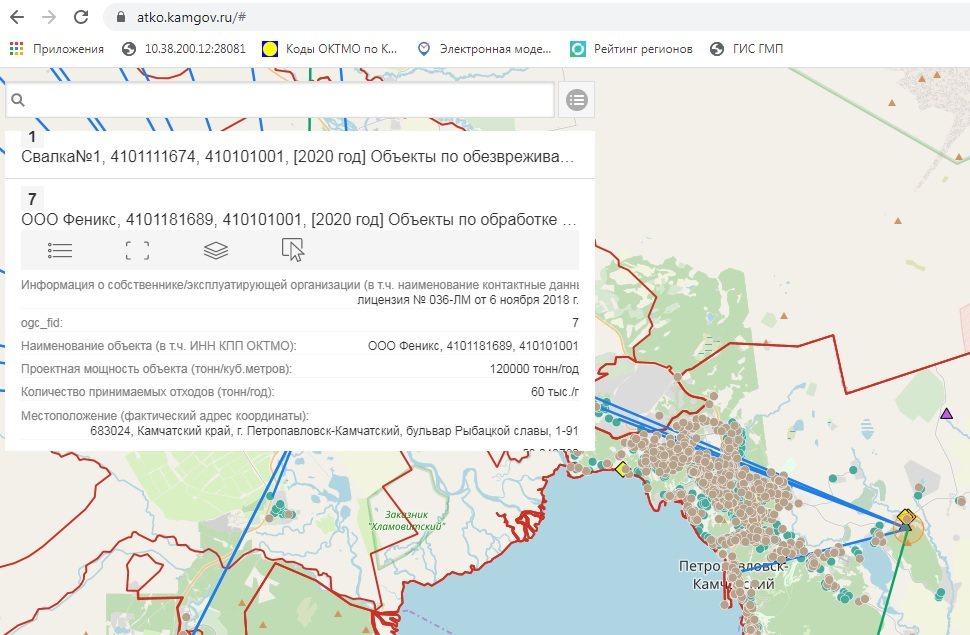 atko.kamgov.ru/#
Приложения 10.38.200.12:28081 Коды ОКТМО по К... Электронная моде... Рейтинг регионов ГИС ГМП
1
Свалка№1, 4101111674, 410101001, [2020 год] Объекты по обезврежива...
7
ООО Феникс, 4101181689, 410101001, [2020 год] Объекты по обработке ...
Информация о собственнике/эксплуатирующей организации (в т.ч. наименование контактные данн
лицензия № 036-ЛМ от 6 ноября 2018 г.
ogc_fid: 7
Наименование объекта (в т.ч. ИНН КПП ОКТМО): ООО Феникс, 4101181689, 410101001
Проектная мощность объекта (тонн/куб.метров): 120000 тонн/год
Количество принимаемых отходов (тонн/год): 60 тыс./г
Местоположение (фактический адрес координаты):
683024, Камчатский край, г. Петропавловск-Камчатский, бульвар Рыбацкой славы, 1-91
Заказник
"Хламовитский"
Петропавловск-
Камчатский